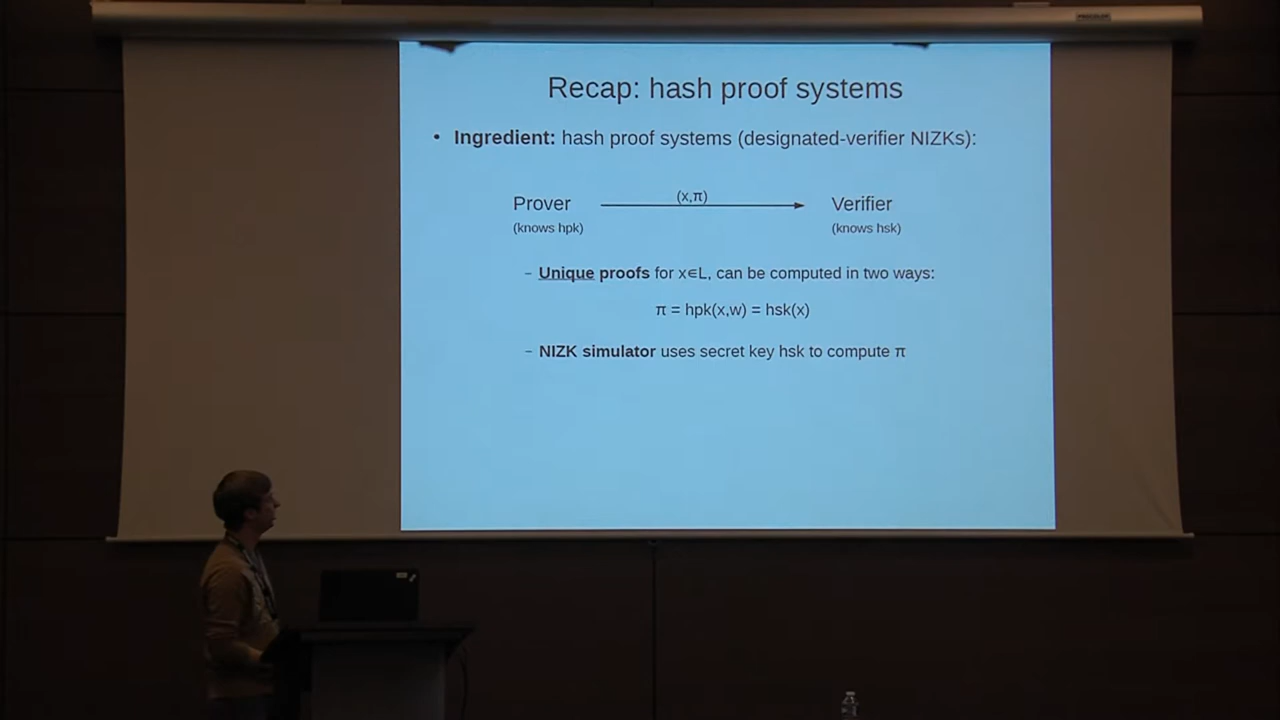 Recap: hash proof systems
• Ingredient: hash proof systems (designated-verifier NIZKs):
(x,π)
Prover
Verifier
(knows hpk)
(knows hsk)
– Unique proofs for x∈L, can be computed in two ways:
π = hpk(x,w) = hsk(x)
– NIZK simulator uses secret key hsk to compute π